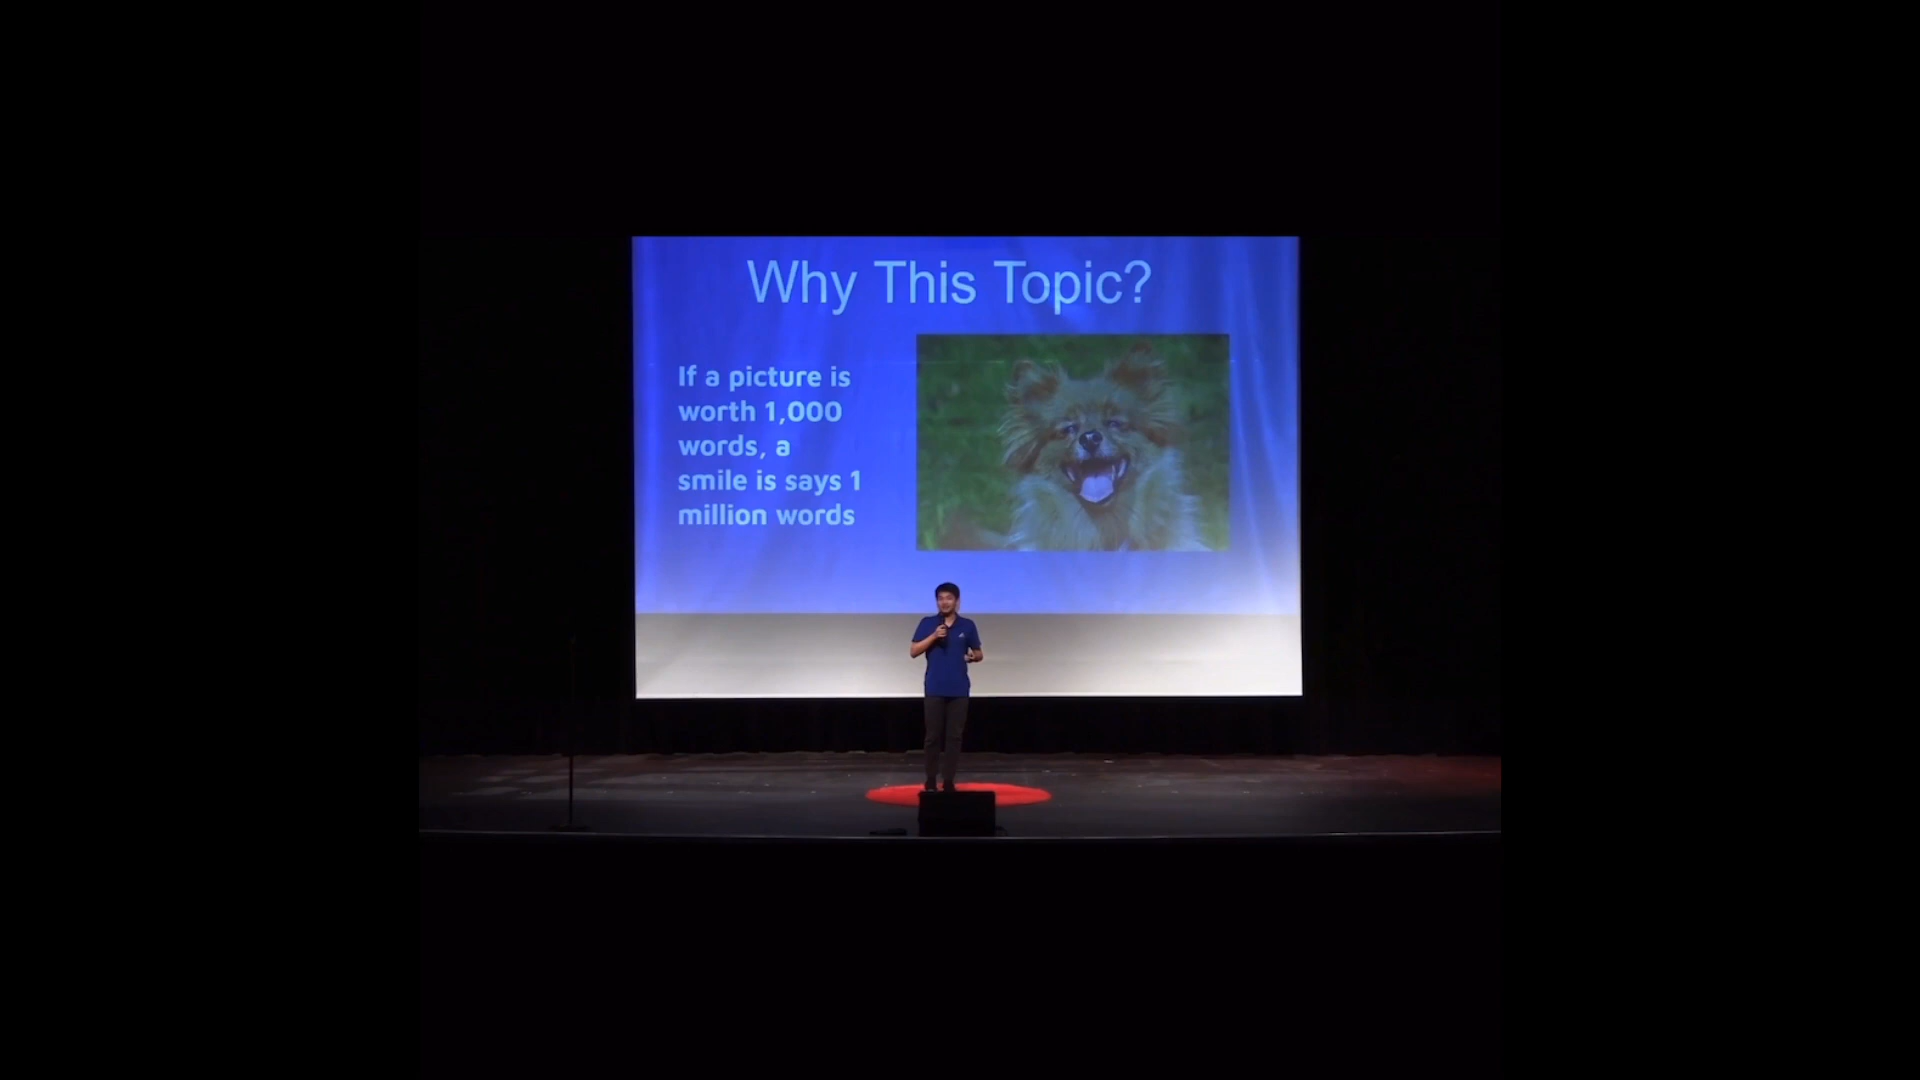 Why This Topic?
If a picture is
worth 1,000
words, a
smile is says 1
million words